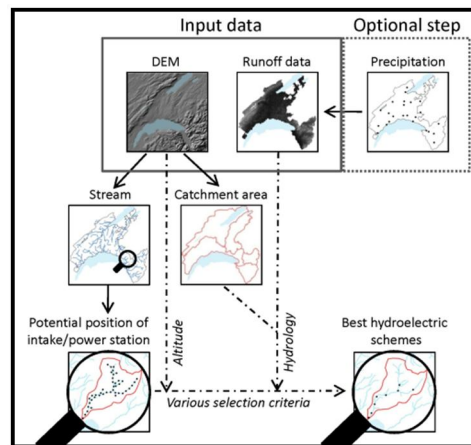 Input data
Optional step
DEM
Runoff data
Precipitation
Stream
Catchment area
Potential position of
intake/power station
Altitude
Hydrology
Best hydroelectric
schemes
Various selection criteria